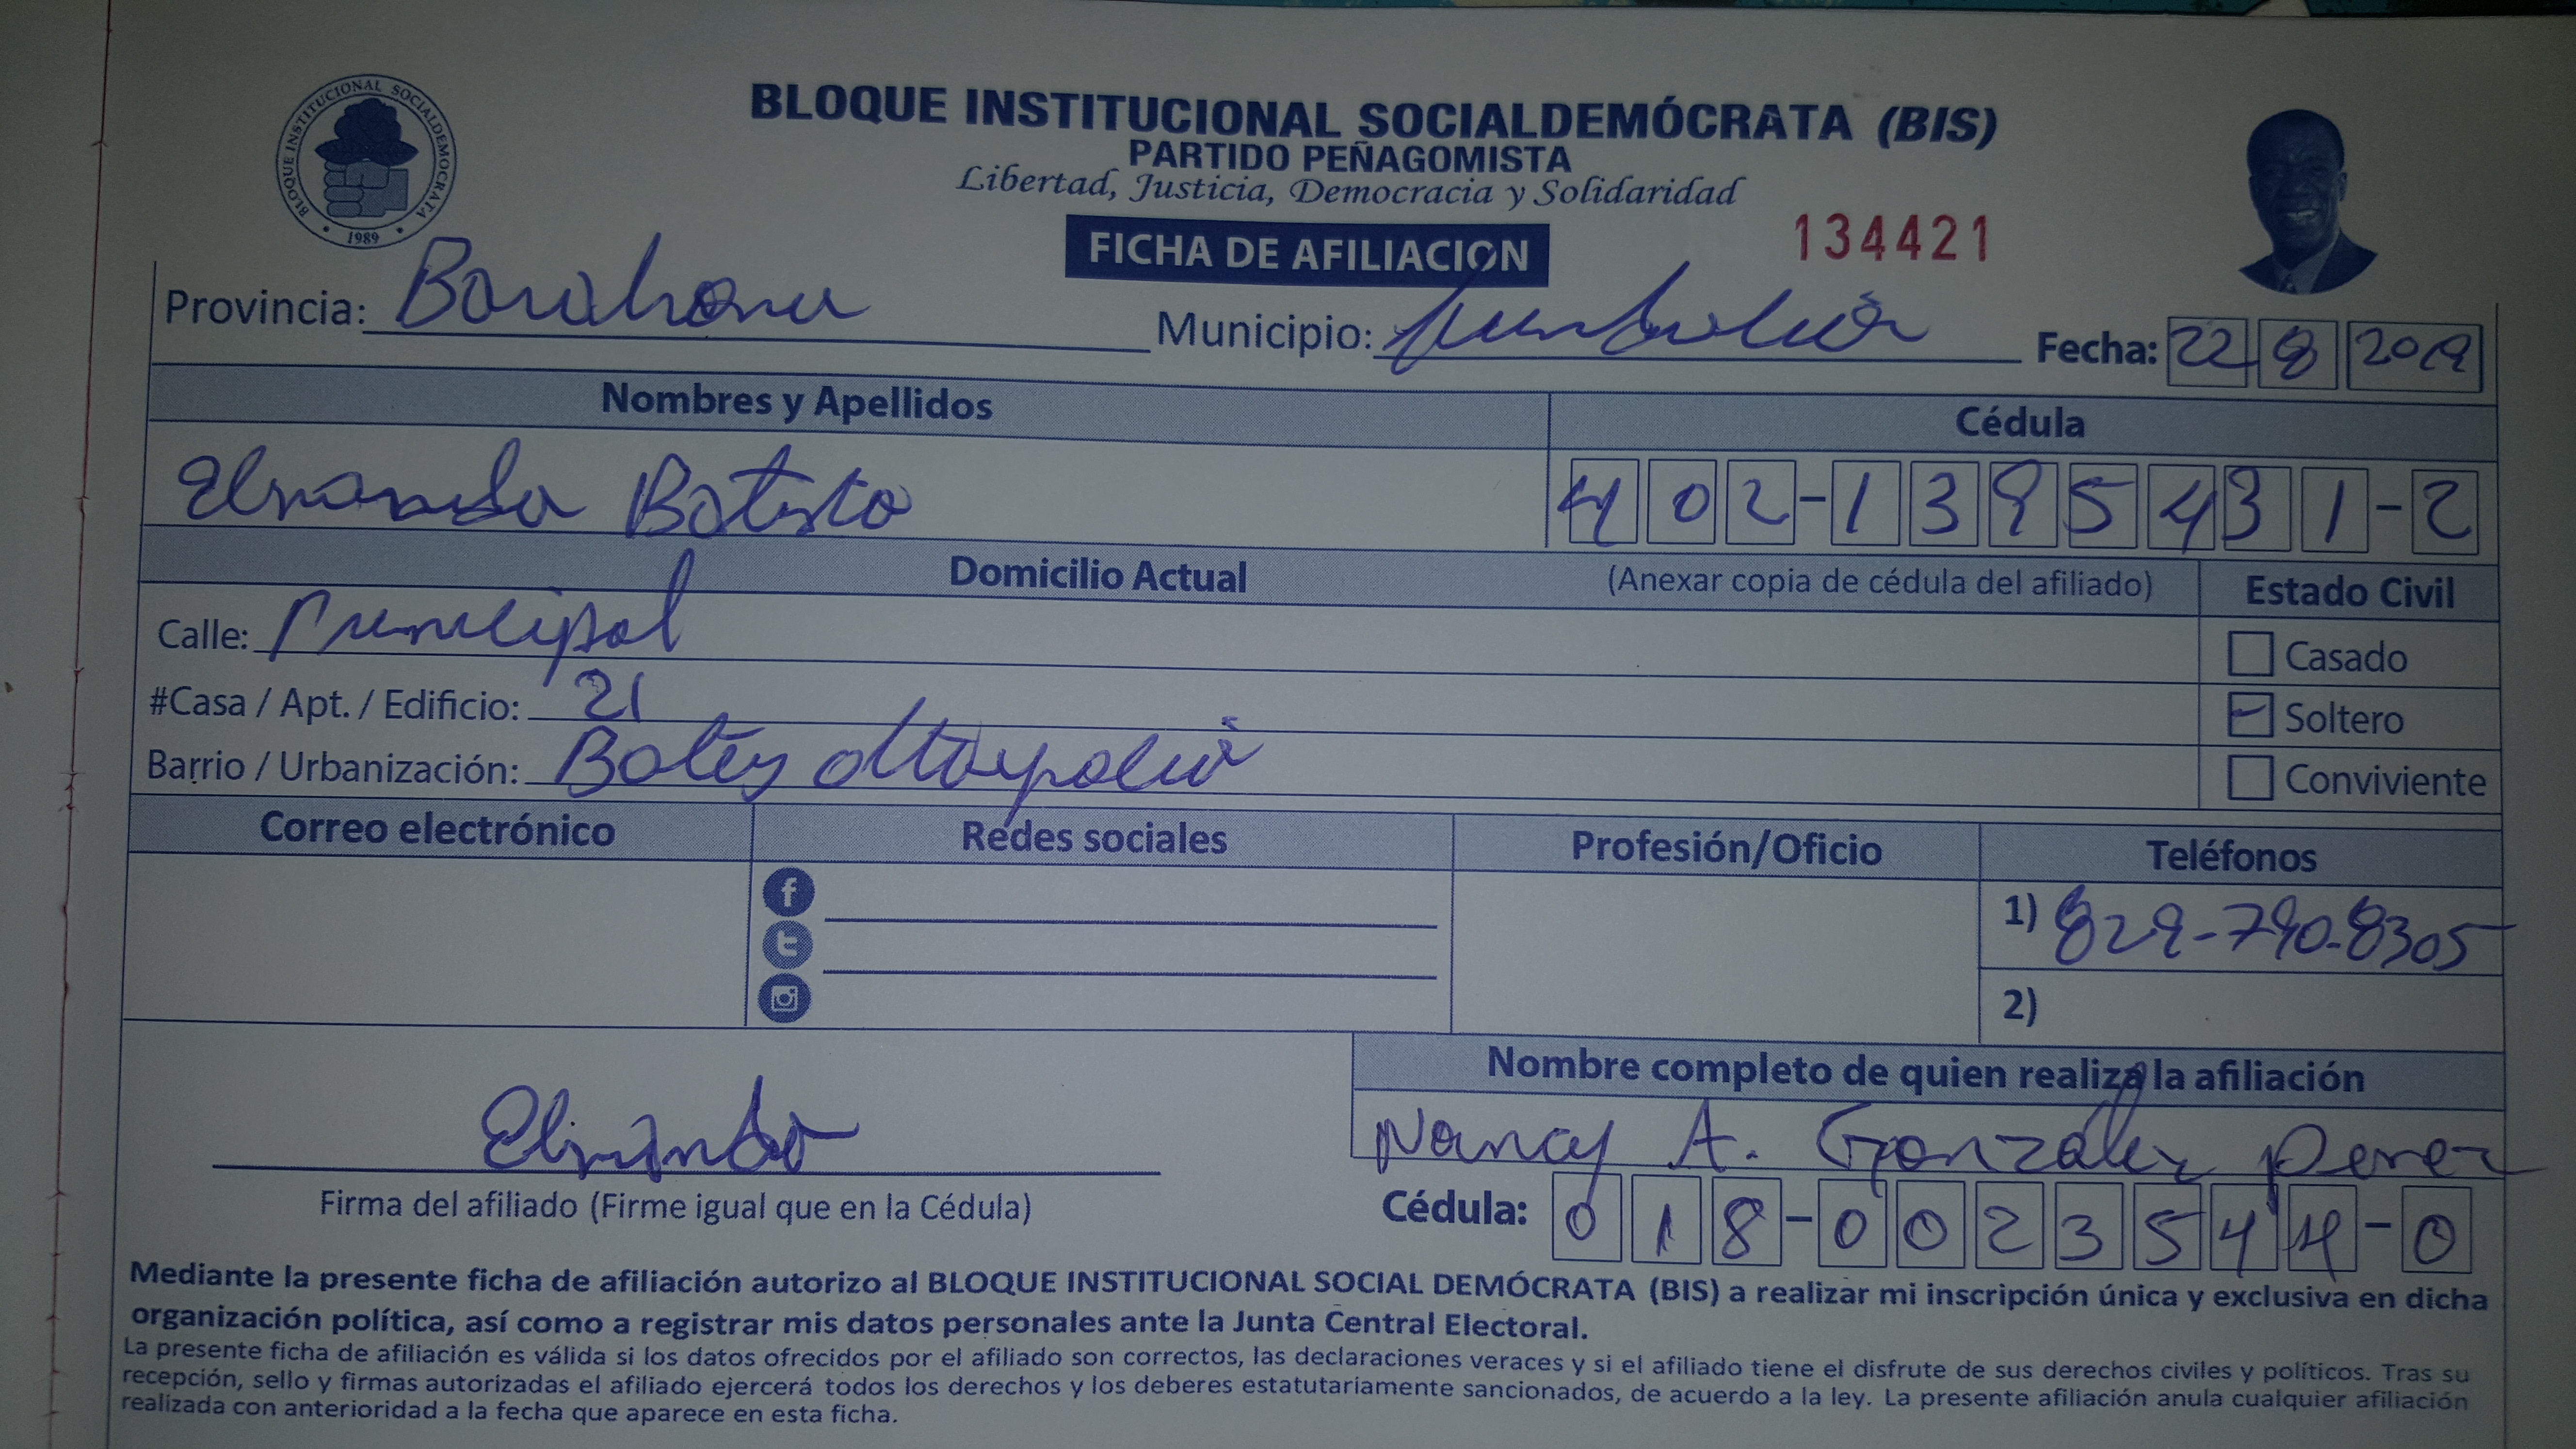 BLOQUE INSTITUCIONAL SOCIALDEMOCRATA
1989
BLOQUE INSTITUCIONAL SOCIALDEMÓCRATA (BIS)
PARTIDO PEÑAGOMISTA
Libertad, Justicia, Democracia y Solidaridad
FICHA DE AFILIACION
134421
Provincia: Barahona Municipio: Fecha: 22 8 2019
Nombres y Apellidos Cédula
Batista 402-1395431-2
Domicilio Actual (Anexar copia de cédula del afiliado) Estado Civil
Calle: Municipal
Casado
#Casa / Apt. / Edificio: 21
Soltero
Barrio / Urbanización: Batey
Conviviente
Correo electrónico Redes sociales Profesión/Oficio Teléfonos
1) 829-790-8305
2)
Nombre completo de quien realiza la afiliación
Nancy A. González Perez
Firma del afiliado (Firme igual que en la Cédula)
Cédula: 018-0023544-0
Mediante la presente ficha de afiliación autorizo al BLOQUE INSTITUCIONAL SOCIAL DEMÓCRATA (BIS) a realizar mi inscripción única y exclusiva en dicha
organización política, así como a registrar mis datos personales ante la Junta Central Electoral.
La presente ficha de afiliación es válida si los datos ofrecidos por el afiliado son correctos, las declaraciones veraces y si el afiliado tiene el disfrute de sus derechos civiles y políticos. Tras su
recepción, sello y firmas autorizadas el afiliado ejercerá todos los derechos y los deberes estatutariamente sancionados, de acuerdo a la ley. La presente afiliación anula cualquier afiliación
realizada con anterioridad a la fecha que aparece en esta ficha.